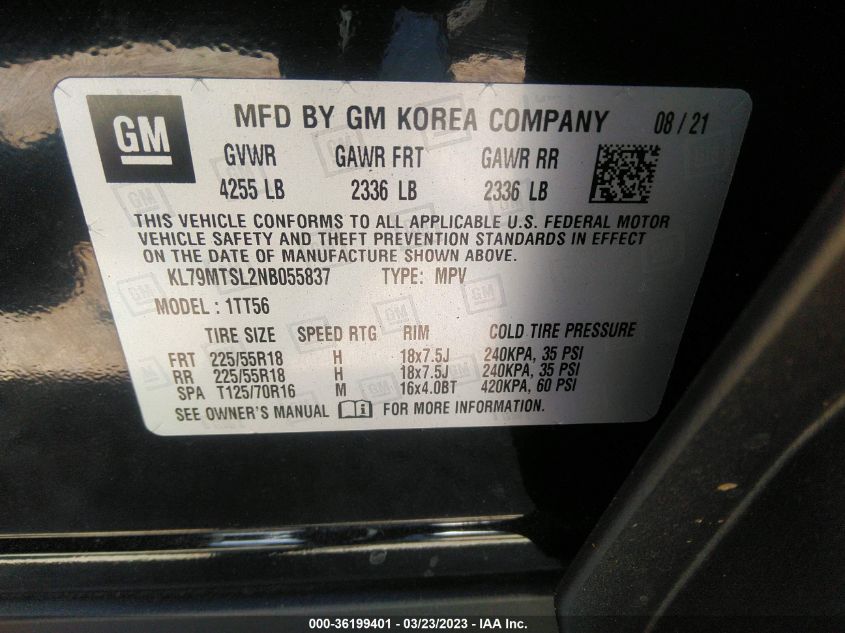 GM MFD BY GM KOREA COMPANY 08 / 21
GVWR GAWR FRT GAWR RR
4255 LB 2336 LB 2336 LB
THIS VEHICLE CONFORMS TO ALL APPLICABLE U.S. FEDERAL MOTOR
VEHICLE SAFETY AND THEFT PREVENTION STANDARDS IN EFFECT
ON THE DATE OF MANUFACTURE SHOWN ABOVE.
KL79MTSL2NB055837 TYPE: MPV
MODEL : 1TT56
TIRE SIZE SPEED RTG RIM COLD TIRE PRESSURE
FRT 225/55R18 H 18x7.5J 240KPA, 35 PSI
RR 225/55R18 H 18x7.5J 240KPA, 35 PSI
SPA T125/70R16 M 16x4.0BT 420KPA, 60 PSI
SEE OWNER'S MANUAL FOR MORE INFORMATION.
000-36199401 - 03/23/2023 - IAA Inc.